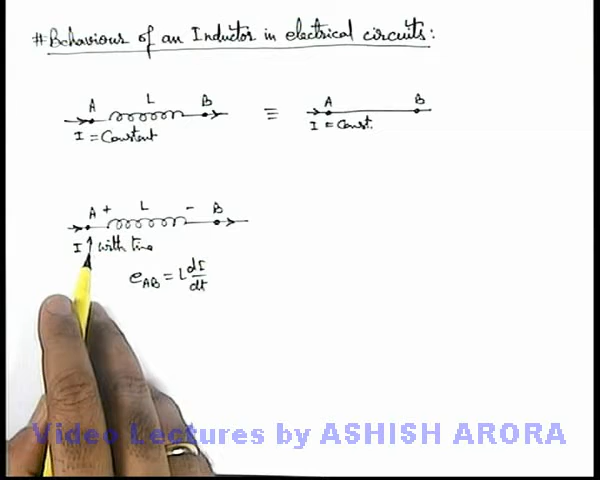 # Behaviour of an Inductor in electrical circuits:
A L B ≡ A B
I = Constant I = Const.
A + L - B
I ↑ with time
e_AB = L dI/dt
Video Lectures by ASHISH ARORA